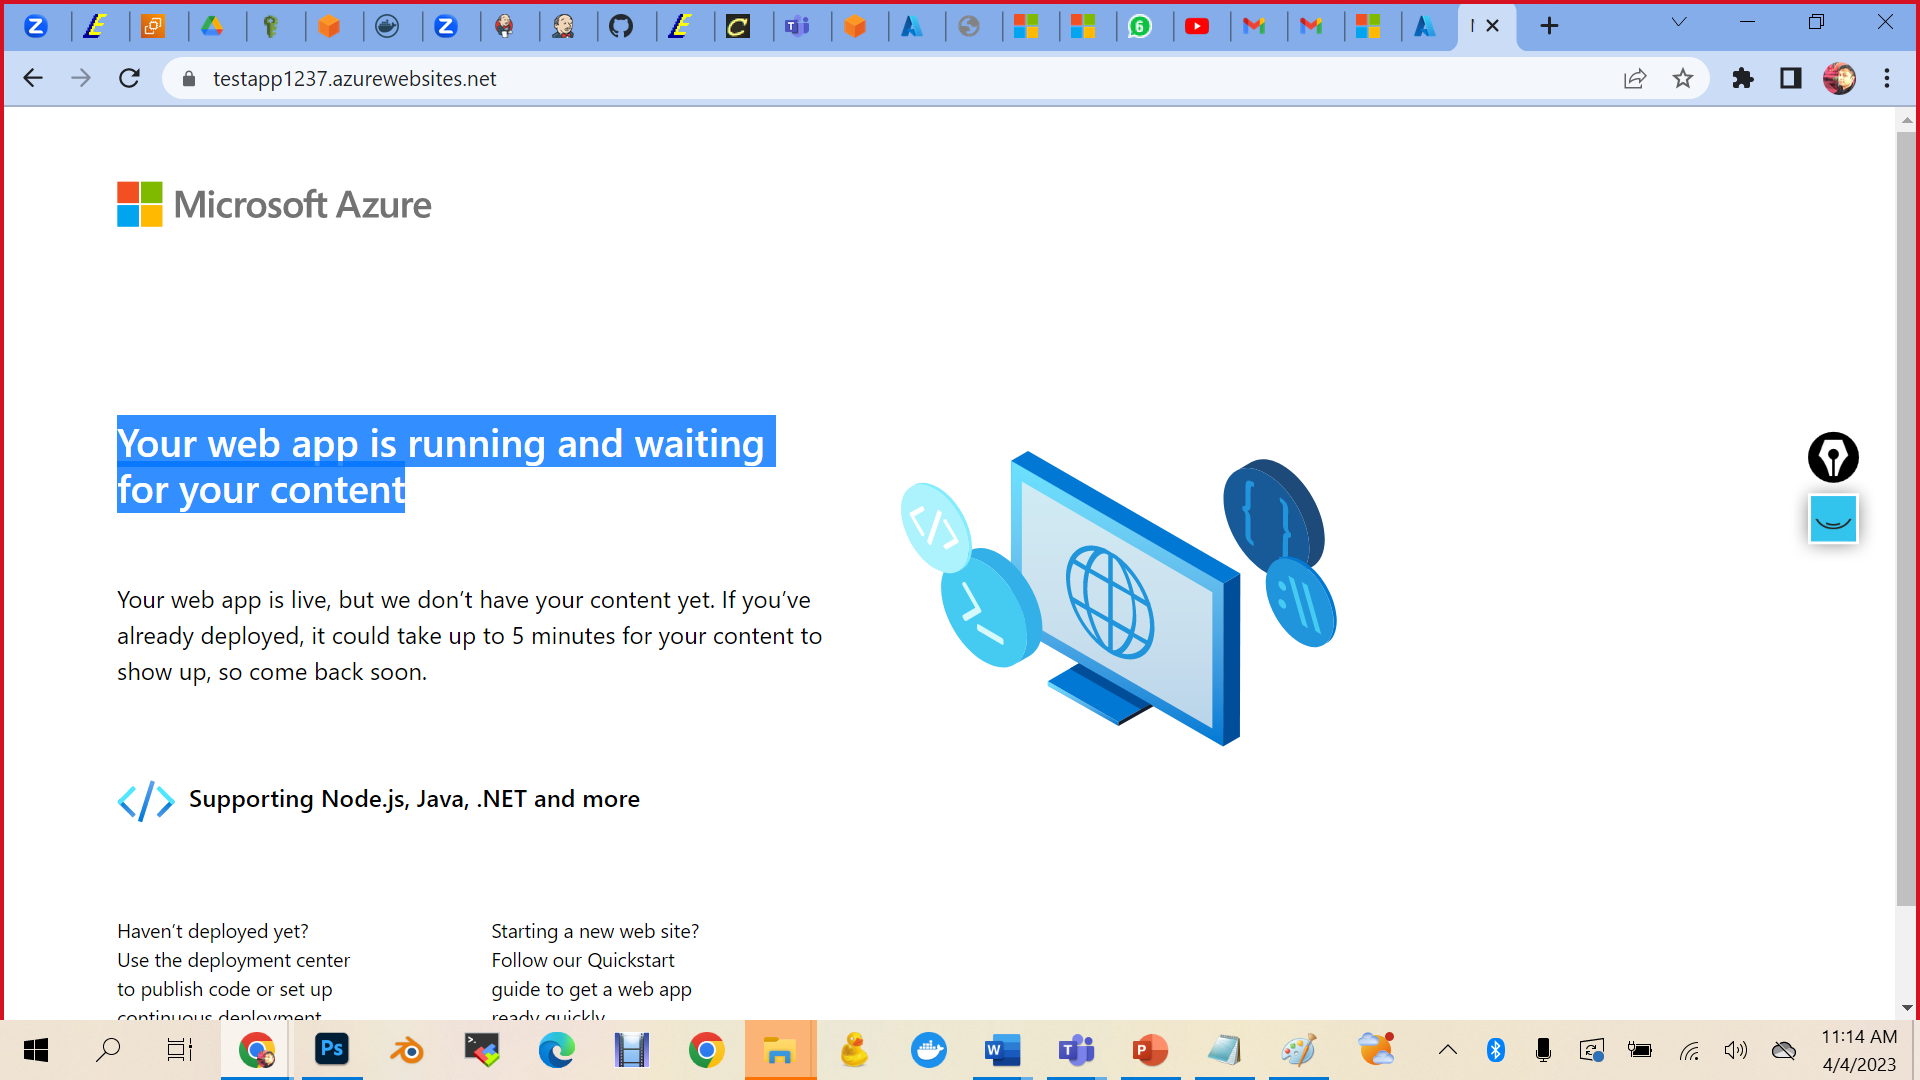 testapp1237.azurewebsites.net
Microsoft Azure
Your web app is running and waiting
for your content
Your web app is live, but we don’t have your content yet. If you’ve
already deployed, it could take up to 5 minutes for your content to
show up, so come back soon.
Supporting Node.js, Java, .NET and more
Haven’t deployed yet?
Use the deployment center
to publish code or set up
continuous deployment
Starting a new web site?
Follow our Quickstart
guide to get a web app
ready quickly
11:14 AM
4/4/2023